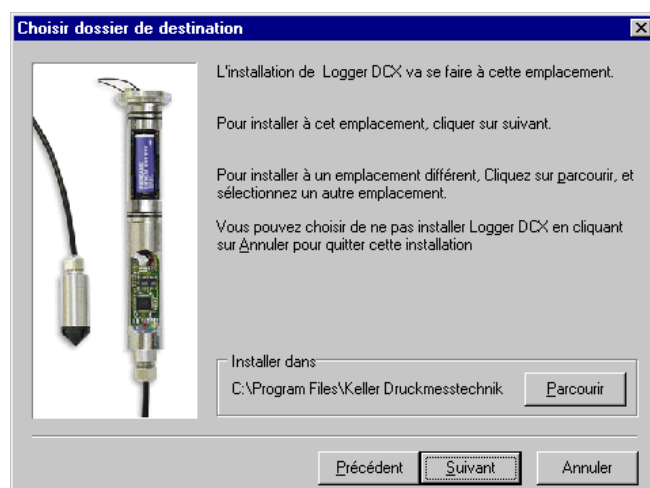 Choisir dossier de destination
L'installation de Logger DCX va se faire à cette emplacement.
Pour installer à cet emplacement, cliquer sur suivant.
Pour installer à un emplacement différent, Cliquez sur parcourir, et
sélectionnez un autre emplacement.
Vous pouvez choisir de ne pas installer Logger DCX en cliquant
sur Annuler pour quitter cette installation
Installer dans
C:\Program Files\Keller Druckmesstechnik
Parcourir
Précédent
Suivant
Annuler